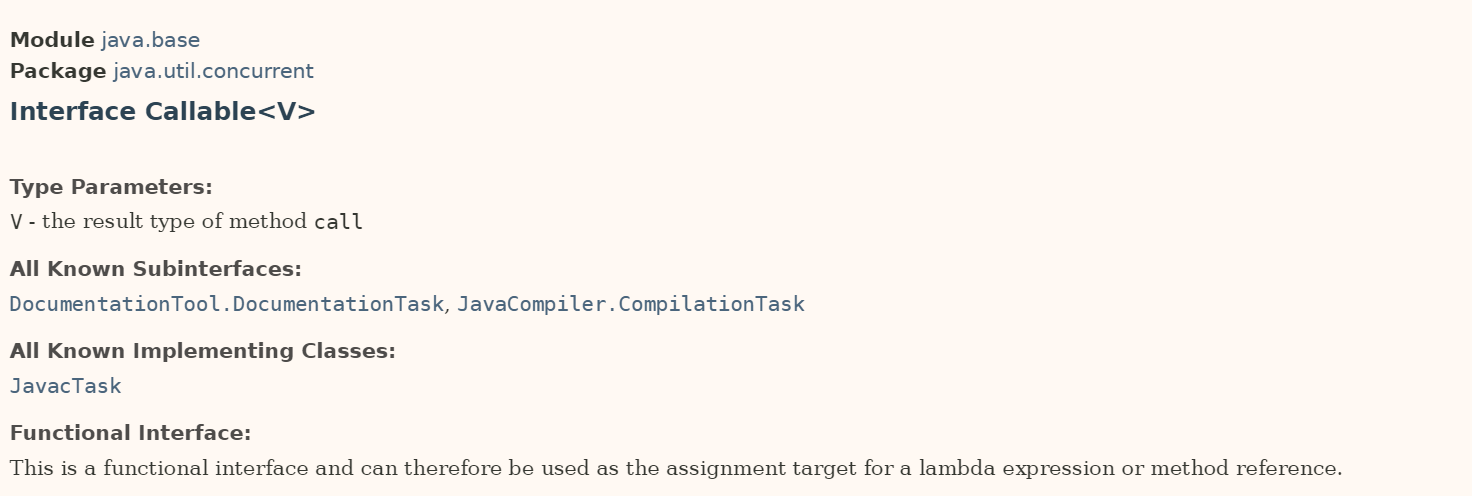 Module java.base
Package java.util.concurrent
Interface Callable<V>
Type Parameters:
V - the result type of method call
All Known Subinterfaces:
DocumentationTool.DocumentationTask, JavaCompiler.CompilationTask
All Known Implementing Classes:
JavacTask
Functional Interface:
This is a functional interface and can therefore be used as the assignment target for a lambda expression or method reference.